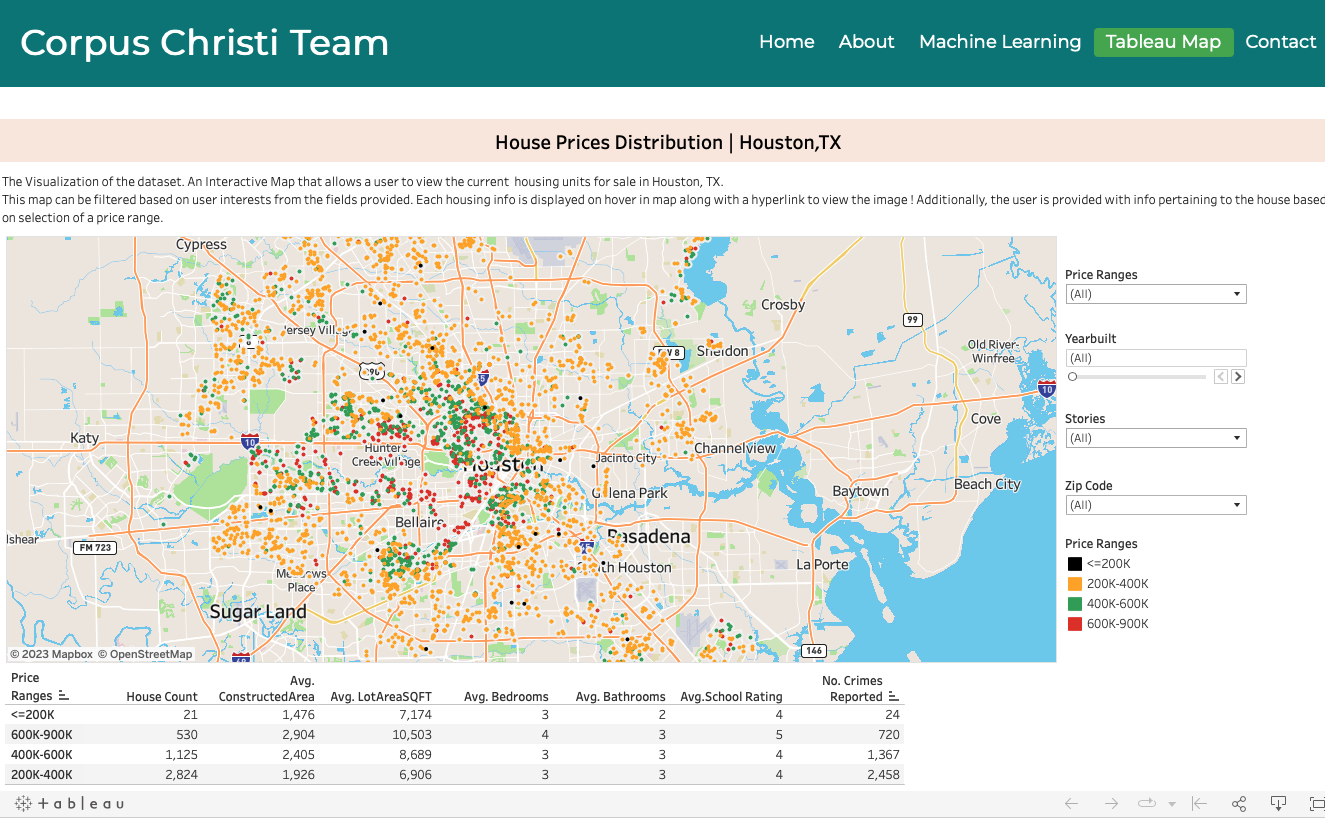 Corpus Christi Team
Home About Machine Learning Tableau Map Contact
House Prices Distribution | Houston,TX
The Visualization of the dataset. An Interactive Map that allows a user to view the current housing units for sale in Houston, TX.
This map can be filtered based on user interests from the fields provided. Each housing info is displayed on hover in map along with a hyperlink to view the image ! Additionally, the user is provided with info pertaining to the house based
on selection of a price range.
Cypress
Crosby
99
Jersey Village
Sheldon
Old River-
Winfree
10
Cove
Katy
10
Hunters
Creek Village
Houston
Jacinto City
Channelview
Galena Park
Baytown
Beach City
Bellaire
Pasadena
lshear
FM 723
South Houston
La Porte
Meadows
Place
Sugar Land
146
© 2023 Mapbox © OpenStreetMap
Price Ranges
(All)
Yearbuilt
(All)
Stories
(All)
Zip Code
(All)
Price Ranges
<=200K
200K-400K
400K-600K
600K-900K
Price
Ranges House Count Avg. ConstructedArea Avg. LotAreaSQFT Avg. Bedrooms Avg. Bathrooms Avg.School Rating No. Crimes Reported
<=200K 21 1,476 7,174 3 2 4 24
600K-900K 530 2,904 10,503 4 3 5 720
400K-600K 1,125 2,405 8,689 3 3 4 1,367
200K-400K 2,824 1,926 6,906 3 3 4 2,458
+ a b l e a u